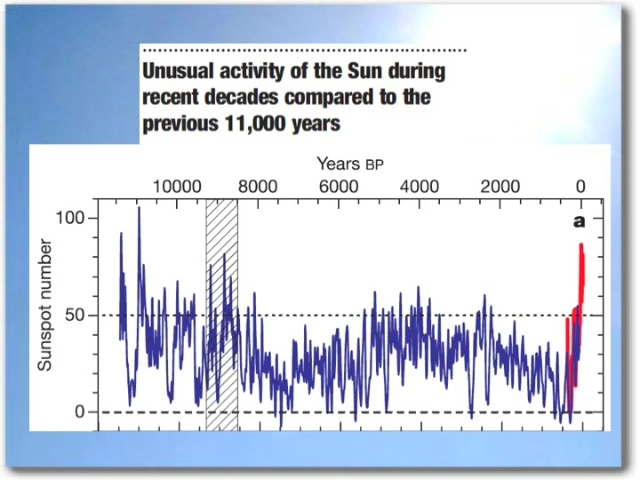 Unusual activity of the Sun during
recent decades compared to the
previous 11,000 years
Years BP
10000 8000 6000 4000 2000 0
a
100
50
0
Sunspot number